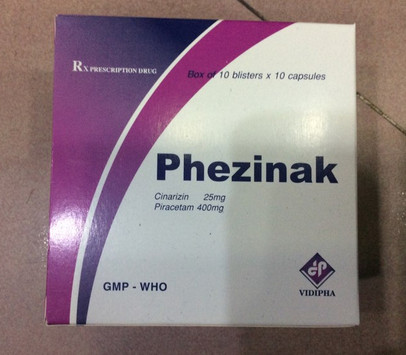 Rx PRESCRIPTION DRUG
Box of 10 blisters x 10 capsules
Phezinak
Cinarizin 25mg
Piracetam 400mg
GMP - WHO
VIDIPHA